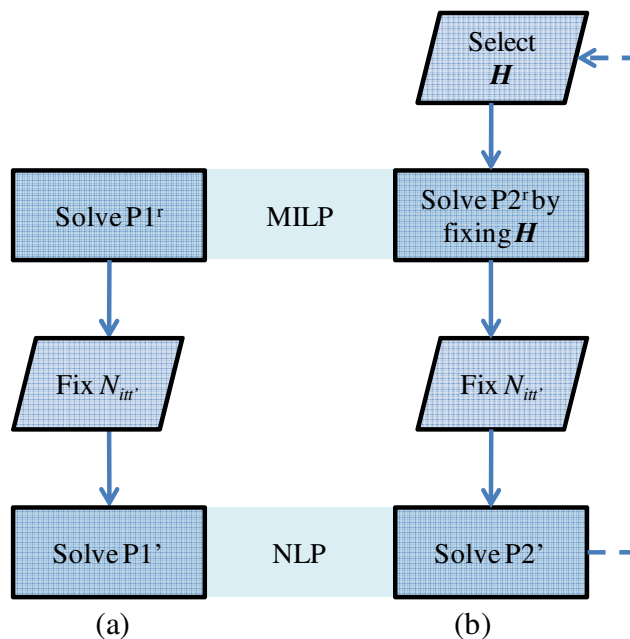 Select
H
Solve P1ʳ
MILP
Solve P2ʳ by
fixing H
Fix Nitt’
Fix Nitt’
Solve P1’
NLP
Solve P2’
(a)
(b)